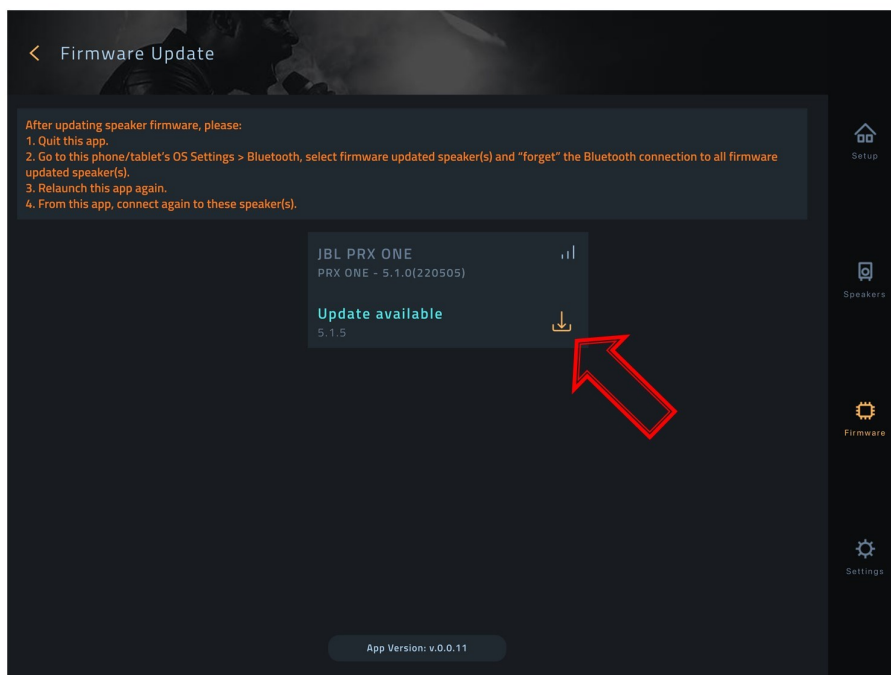 Firmware Update
After updating speaker firmware, please:
1. Quit this app.
2. Go to this phone/tablet's OS Settings > Bluetooth, select firmware updated speaker(s) and “forget” the Bluetooth connection to all firmware
updated speaker(s).
3. Relaunch this app again.
4. From this app, connect again to these speaker(s).
Setup
JBL PRX ONE
PRX ONE - 5.1.0(220505)
Speakers
Update available
5.1.5
Firmware
Settings
App Version: v.0.0.11